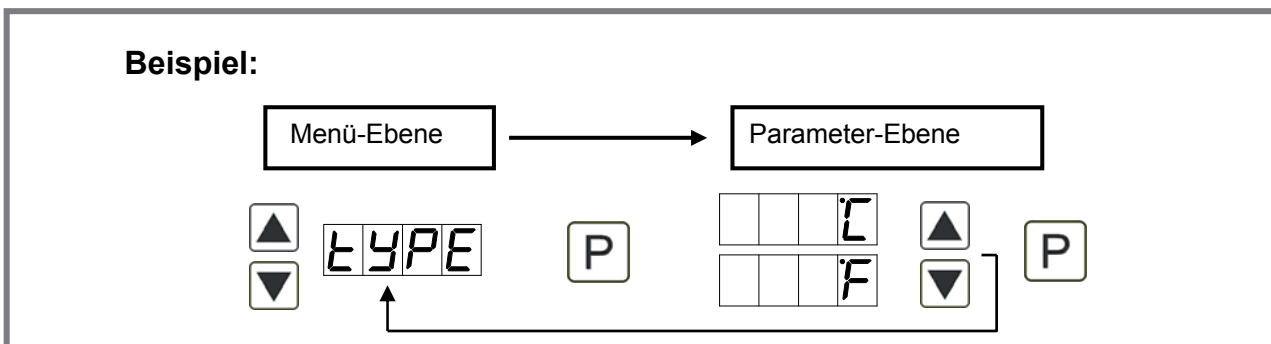 Beispiel:
Menü-Ebene
Parameter-Ebene
tYPE
P
°C
°F
P